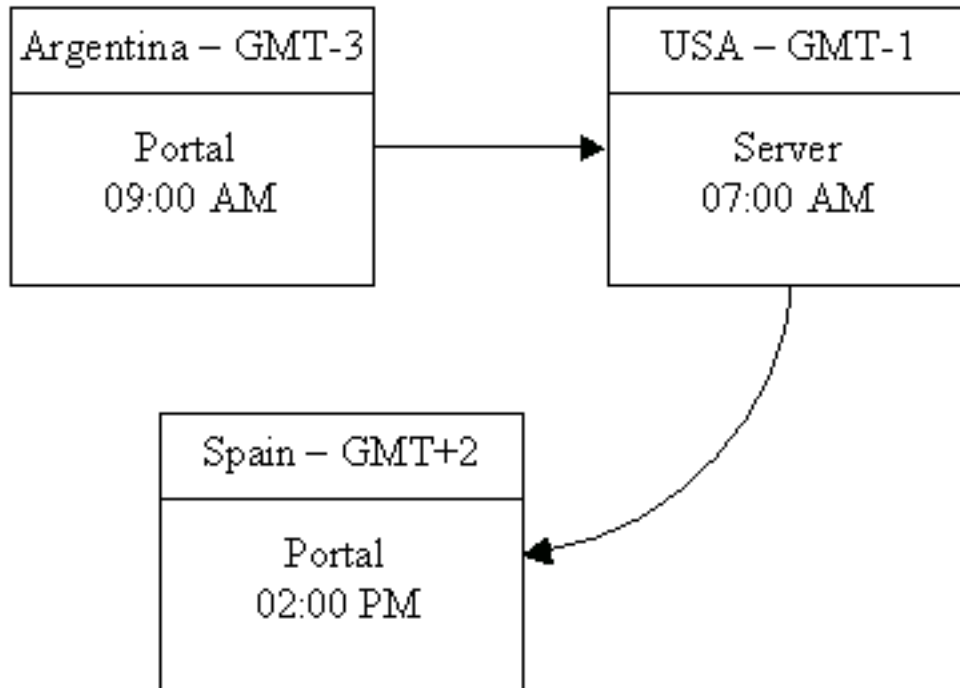 Argentina – GMT-3
Portal
09:00 AM
USA – GMT-1
Server
07:00 AM
Spain – GMT+2
Portal
02:00 PM